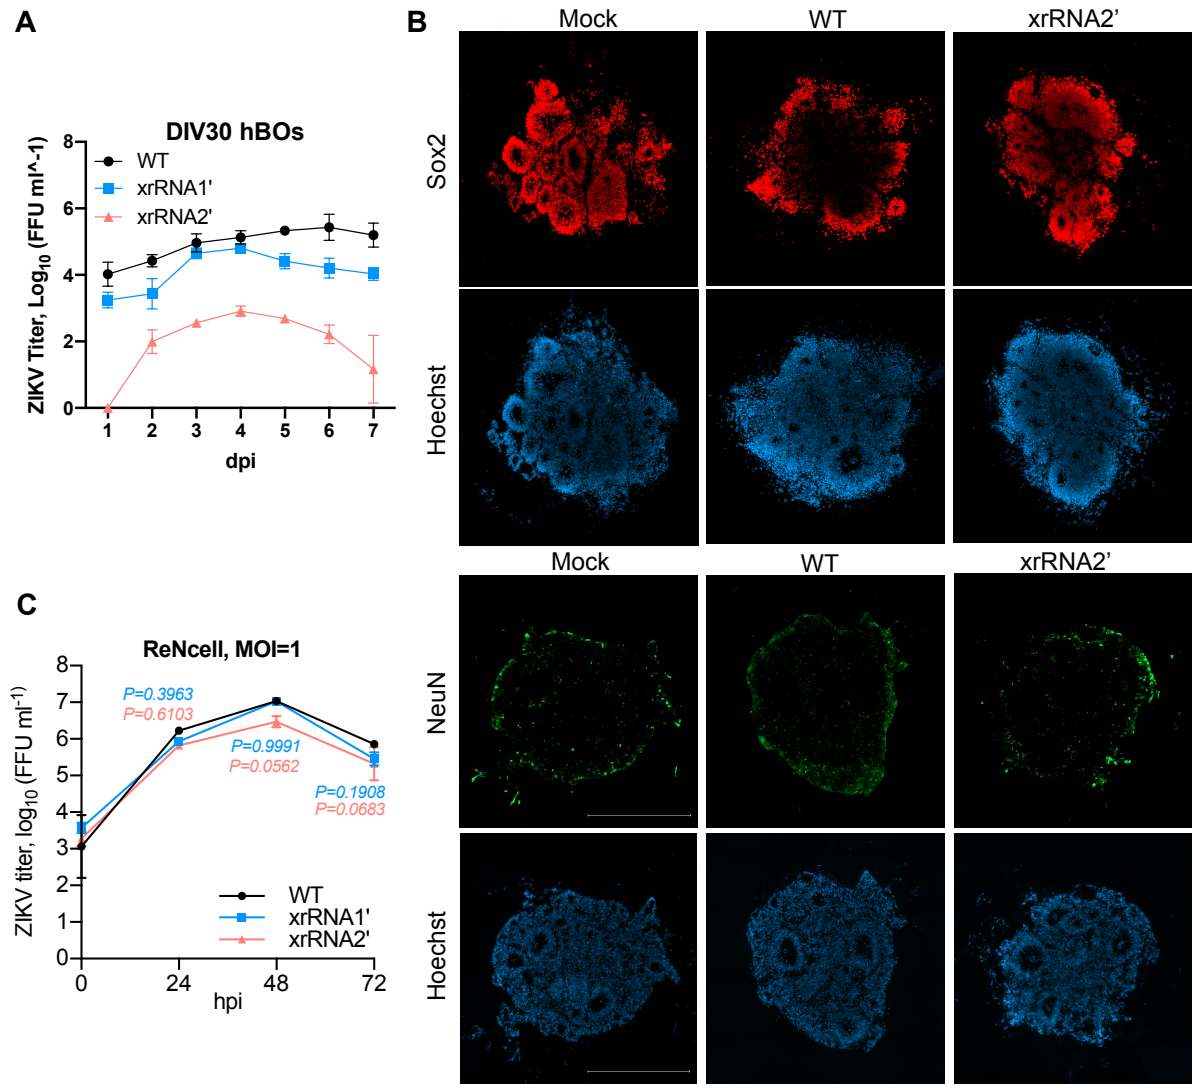 A
DIV30 hBOs
ZIKV Titer, Log10 (FFU ml^-1)
8
6
4
2
0
WT
xrRNA1'
xrRNA2'
1 2 3 4 5 6 7
dpi
B
Mock WT xrRNA2'
Sox2
Hoechst
Mock WT xrRNA2'
NeuN
Hoechst
C
ReNcell, MOI=1
ZIKV titer, log10 (FFU ml-1)
8
7
6
5
4
3
2
1
0
P=0.3963
P=0.6103
P=0.9991
P=0.0562
P=0.1908
P=0.0683
WT
xrRNA1'
xrRNA2'
0 24 48 72
hpi